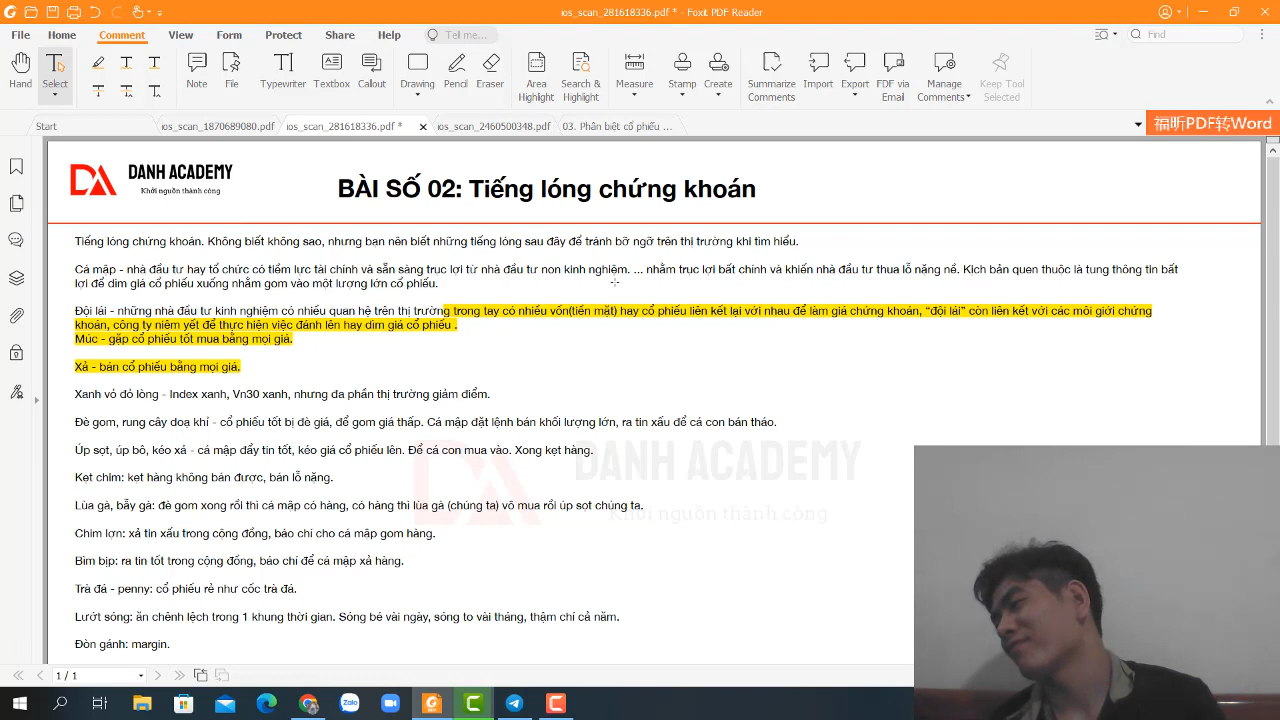 ios_scan_281618336.pdf * - Foxit PDF Reader
File Home Comment View Form Protect Share Help Tell me... Find
Hand Select Note File Typewriter Textbox Callout Drawing Pencil Eraser Area Highlight Search & Highlight Measure Stamp Create Summarize Comments Import Export PDF via Email Manage Comments Keep Tool Selected
Start ios_scan_1870689080.pdf ios_scan_281618336.pdf * ios_scan_2460500348.pdf 03. Phân biệt cổ phiếu ... 福昕PDF转Word
DANH ACADEMY
Khơi nguồn thành công
BÀI SỐ 02: Tiếng lóng chứng khoán
Tiếng lóng chứng khoán. Không biết không sao, nhưng bạn nên biết những tiếng lóng sau đây để tránh bỡ ngỡ trên thị trường khi tìm hiểu.
Cá mập - nhà đầu tư hay tổ chức có tiềm lực tài chính và sẵn sàng trục lợi từ nhà đầu tư non kinh nghiệm. ... nhằm trục lợi bất chính và khiến nhà đầu tư thua lỗ nặng nề. Kịch bản quen thuộc là tung thông tin bất
lợi để dìm giá cổ phiếu xuống nhằm gom vào một lượng lớn cổ phiếu.
Đội lái - những nhà đầu tư kinh nghiệm có nhiều quan hệ trên thị trường trong tay có nhiều vốn(tiền mặt) hay cổ phiếu liên kết lại với nhau để làm giá chứng khoán, “đội lái” còn liên kết với các môi giới chứng
khoán, công ty niêm yết để thực hiện việc đánh lên hay dìm giá cổ phiếu .
Múc - gặp cổ phiếu tốt mua bằng mọi giá.
Xả - bán cổ phiếu bằng mọi giá.
Xanh vỏ đỏ lòng - Index xanh, Vn30 xanh, nhưng đa phần thị trường giảm điểm.
Đè gom, rung cây doạ khỉ - cổ phiếu tốt bị đè giá, để gom giá thấp. Cá mập đặt lệnh bán khối lượng lớn, ra tin xấu để cá con bán tháo.
Úp sọt, úp bô, kéo xả - cá mập đẩy tin tốt, kéo giá cổ phiếu lên. Để cá con mua vào. Xong kẹt hàng.
Kẹt chim: kẹt hàng không bán được, bán lỗ nặng.
Lùa gà, bẫy gà: đè gom xong rồi thì cá mập có hàng, có hàng thì lùa gà (chúng ta) vô mua rồi úp sọt chúng ta.
Chim lợn: xả tin xấu trong cộng đồng, báo chí cho cá mập gom hàng.
Bìm bịp: ra tin tốt trong cộng đồng, báo chí để cá mập xả hàng.
Trà đá - penny: cổ phiếu rẻ như cốc trà đá.
Lướt sóng: ăn chênh lệch trong 1 khung thời gian. Sóng bé vài ngày, sóng to vài tháng, thậm chí cả năm.
Đòn gánh: margin.
DANH ACADEMY
Khơi nguồn thành công
1 / 1
Zalo